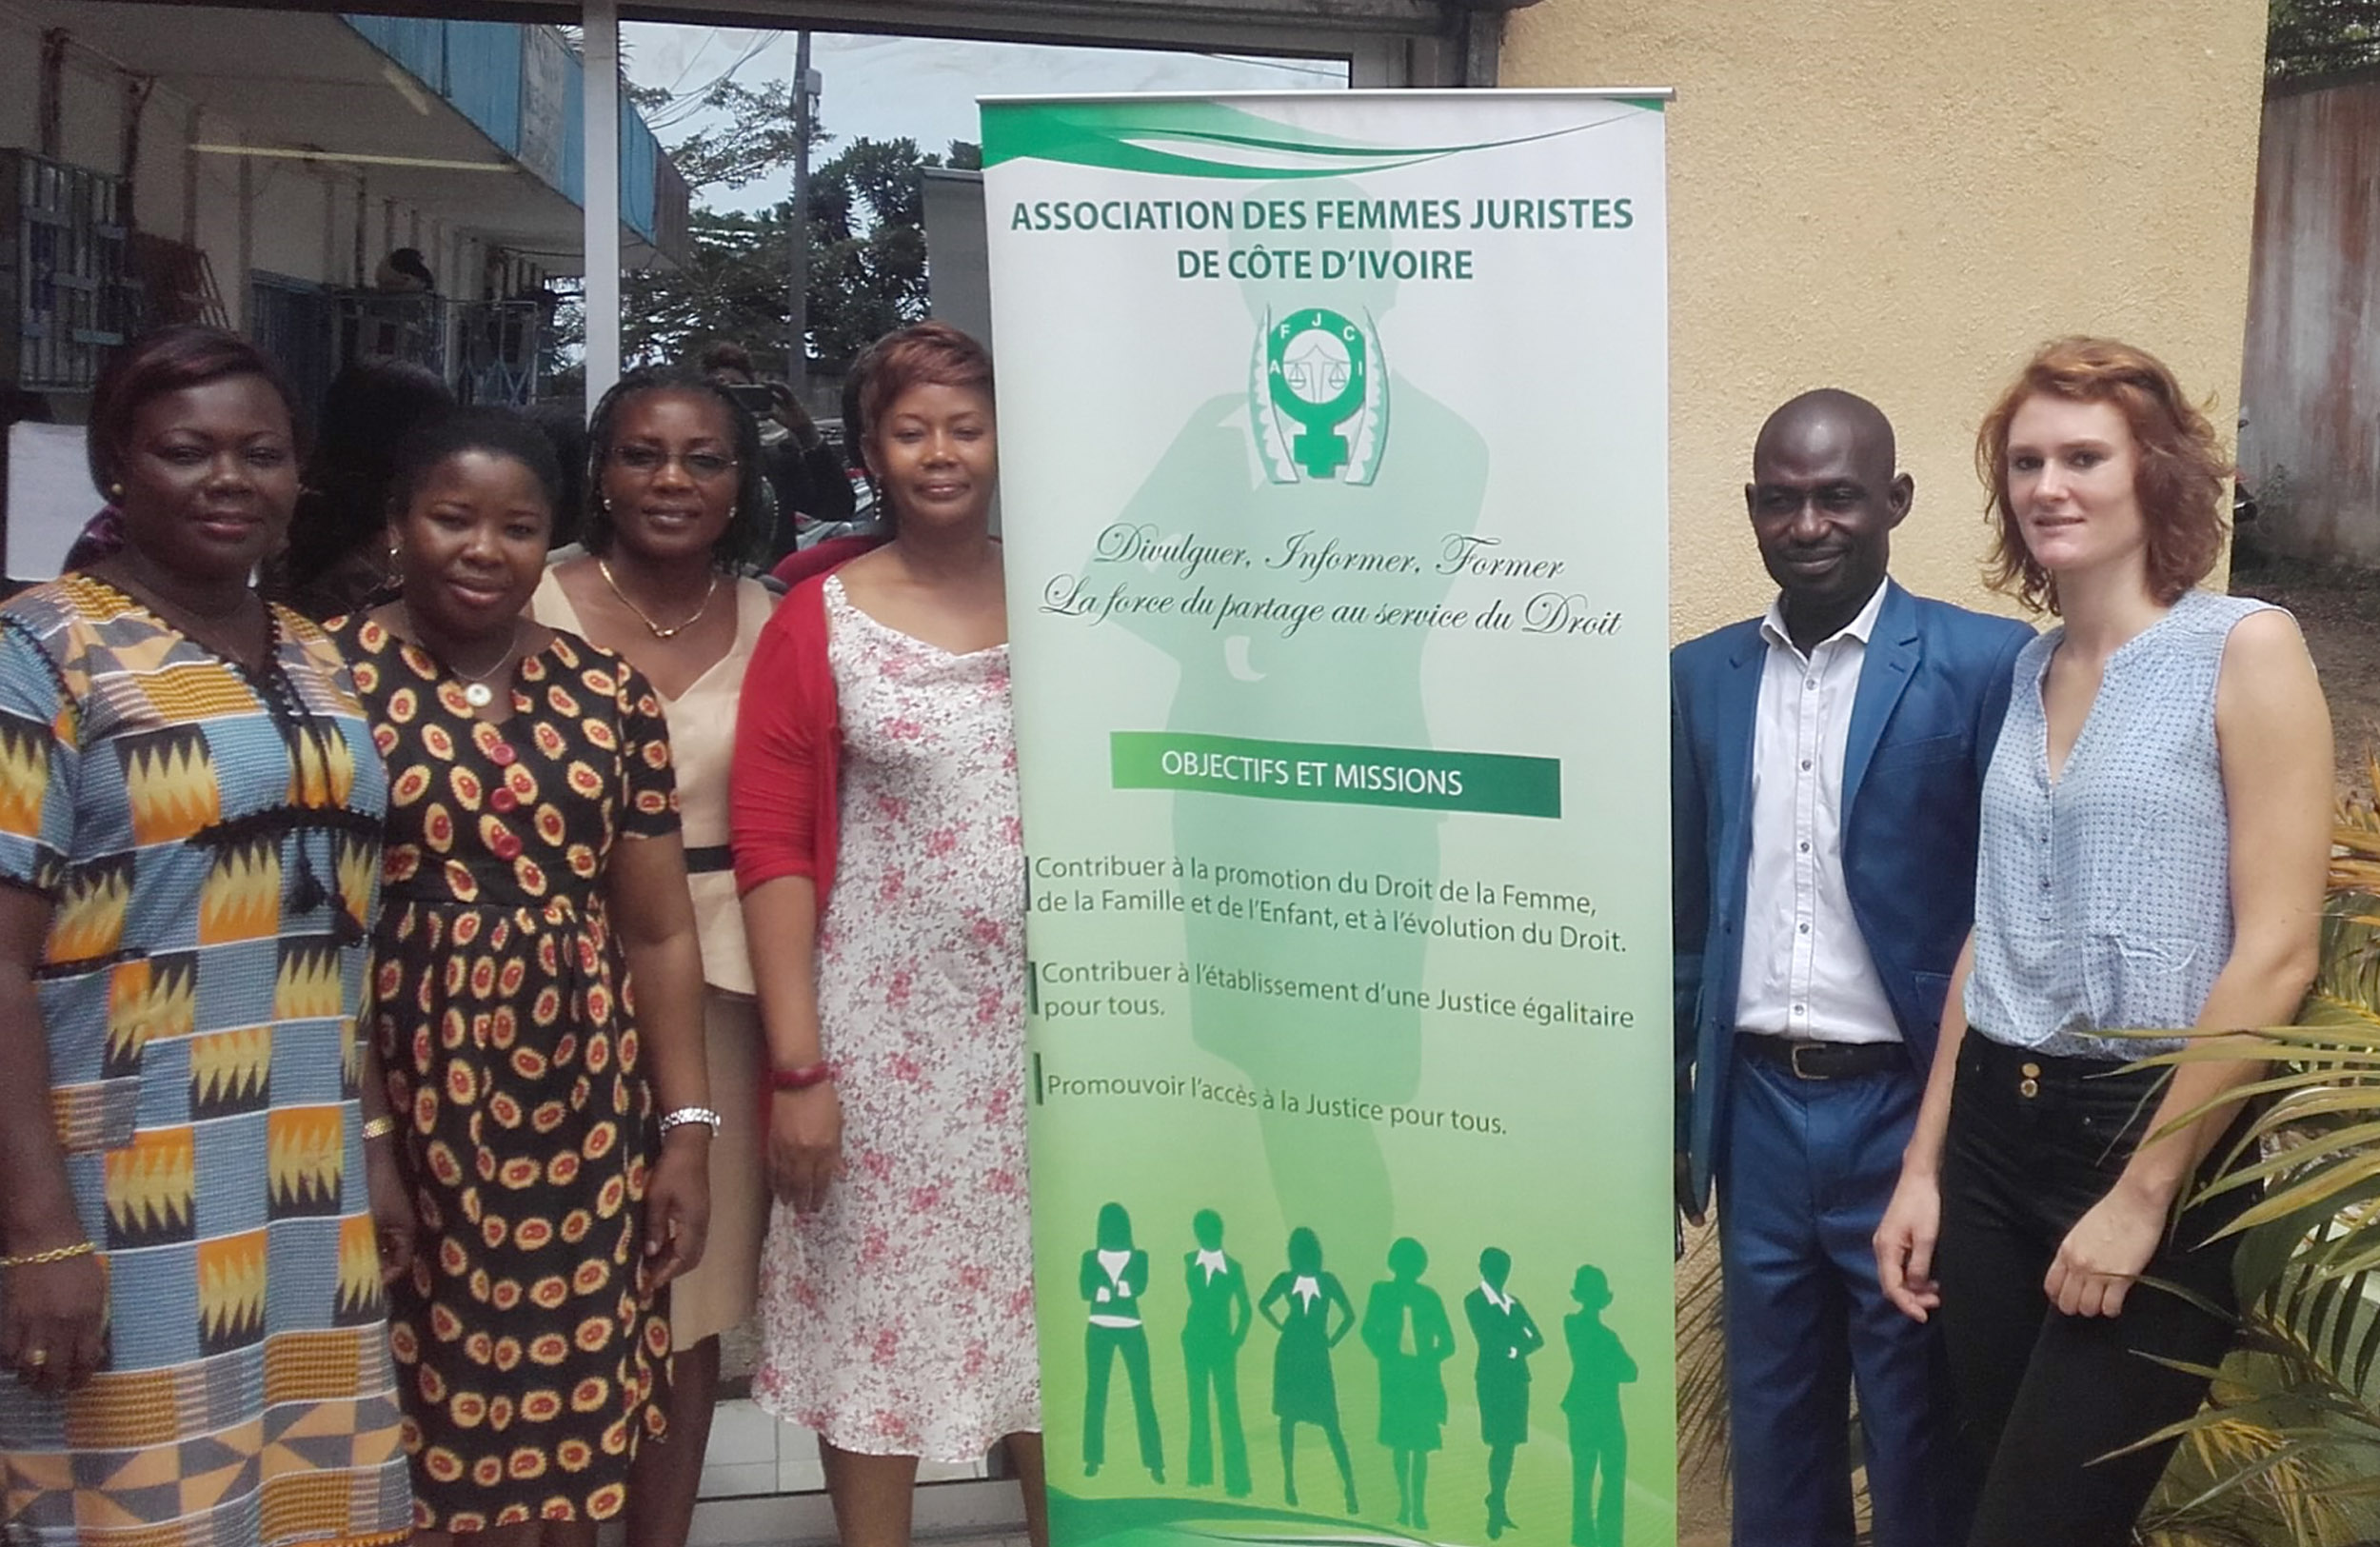 ASSOCIATION DES FEMMES JURISTES
DE CÔTE D'IVOIRE
AFJCI
Divulguer, Informer, Former
La force du partage au service du Droit
OBJECTIFS ET MISSIONS
Contribuer à la promotion du Droit de la Femme,
de la Famille et de l'Enfant, et à l'évolution du Droit.
Contribuer à l'établissement d'une Justice égalitaire
pour tous.
Promouvoir l'accès à la Justice pour tous.